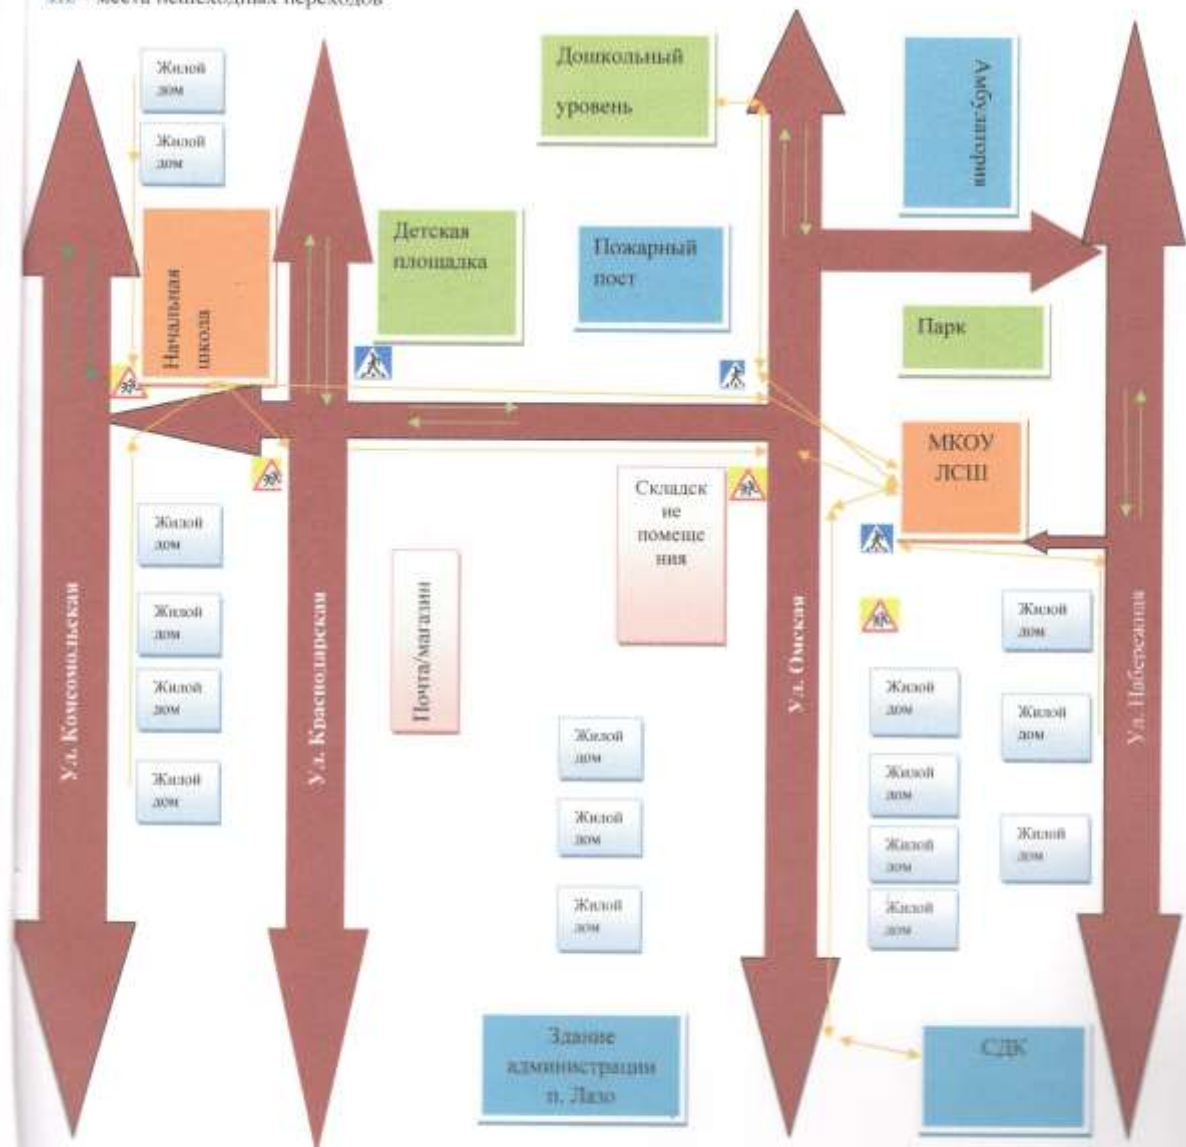 места пешеходных переходов
Жилой
дом
Жилой
дом
Дошкольный
уровень
Амбулатория
Начальная
школа
Детская
площадка
Пожарный
пост
Парк
МКОУ
ЛСШ
Складск
ие
помеще
ния
Почта/магазин
Ул. Комсомольская
Ул. Краснодарская
Ул. Омская
Ул. Набережная
Жилой
дом
Жилой
дом
Жилой
дом
Жилой
дом
Жилой
дом
Жилой
дом
Жилой
дом
Жилой
дом
Жилой
дом
Жилой
дом
Жилой
дом
Жилой
дом
Жилой
дом
Жилой
дом
Здание
администрации
п. Лазо
СДК